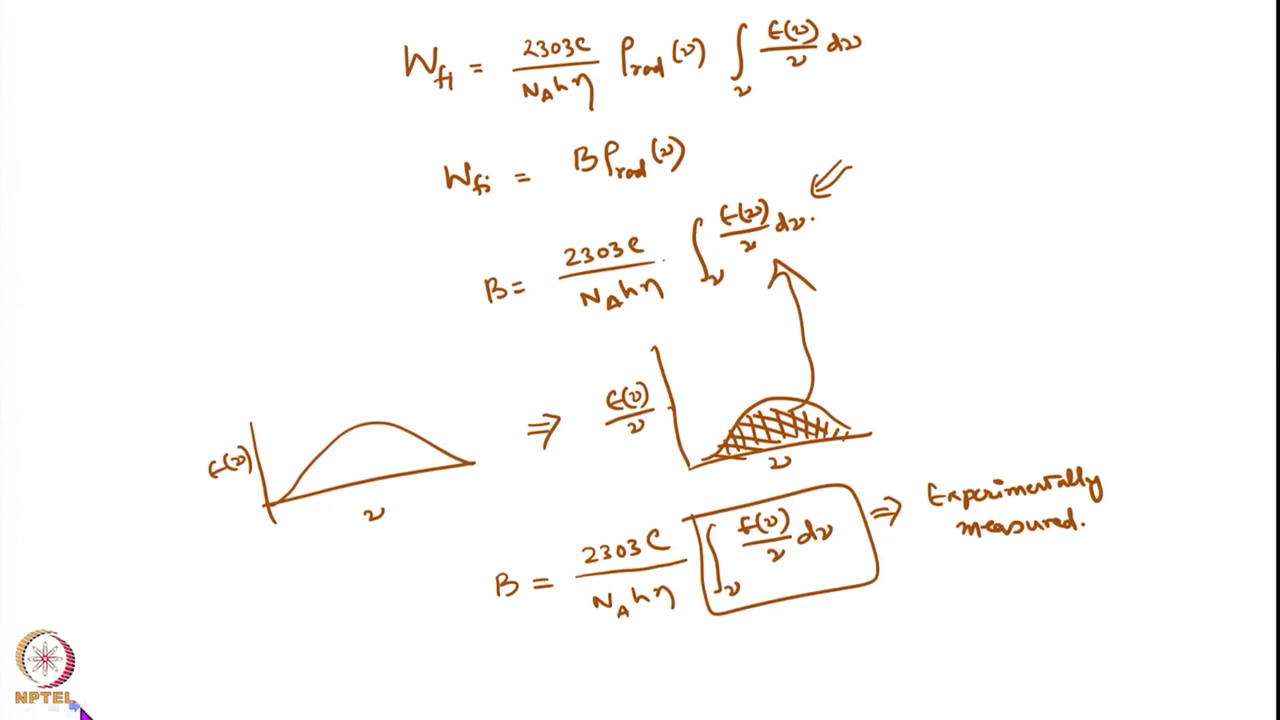 W_fi = 2303c / N_A h η ρ_rad(ν) ∫_ν ε(ν)/ν dν
W_fi = B ρ_rad(ν)
B = 2303c / N_A h η . ∫_ν ε(ν)/ν dν.
ε(ν) ν ⇒ ε(ν)/ν ν
B = 2303c / N_A h η ∫_ν ε(ν)/ν dν ⇒ Experimentally
measured.
NPTEL